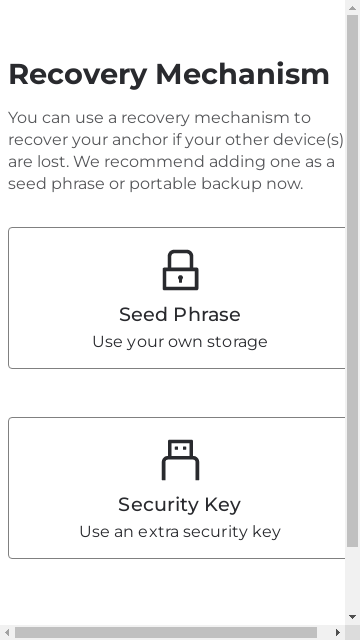 Recovery Mechanism
You can use a recovery mechanism to
recover your anchor if your other device(s)
are lost. We recommend adding one as a
seed phrase or portable backup now.
Seed Phrase
Use your own storage
Security Key
Use an extra security key